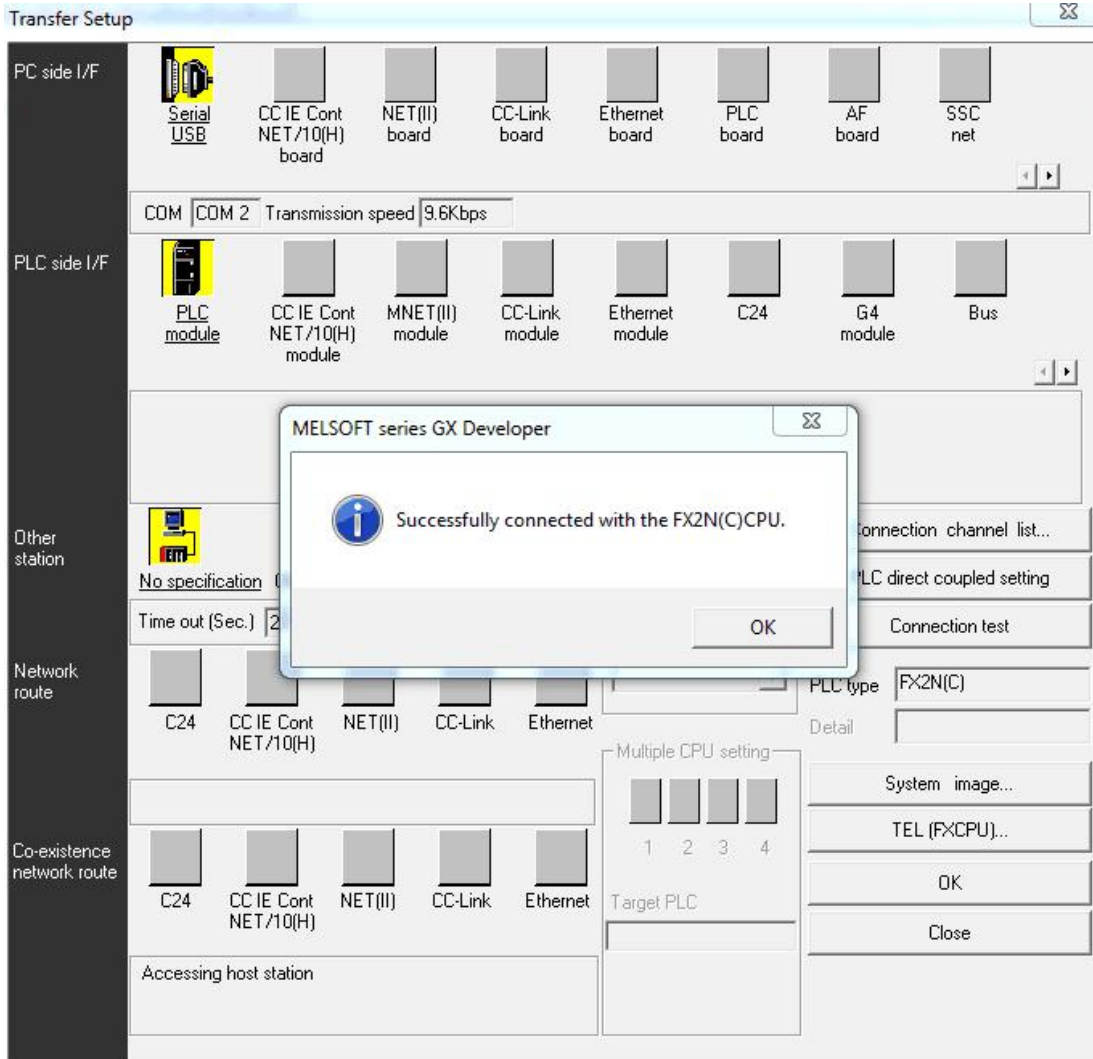 Transfer Setup
PC side I/F
Serial
USB
CC IE Cont
NET/10(H)
board
NET(II)
board
CC-Link
board
Ethernet
board
PLC
board
AF
board
SSC
net
COM COM 2 Transmission speed 9.6Kbps
PLC side I/F
PLC
module
CC IE Cont
NET/10(H)
module
MNET(II)
module
CC-Link
module
Ethernet
module
C24
G4
module
Bus
MELSOFT series GX Developer
Successfully connected with the FX2N(C)CPU.
OK
Other
station
No specification
Time out (Sec.)
Connection channel list...
PLC direct coupled setting
Connection test
PLC type FX2N(C)
Detail
System image...
TEL (FXCPU)...
OK
Close
Network
route
C24
CC IE Cont
NET/10(H)
NET(II)
CC-Link
Ethernet
Multiple CPU setting
1 2 3 4
Target PLC
Co-existence
network route
C24
CC IE Cont
NET/10(H)
NET(II)
CC-Link
Ethernet
Accessing host station